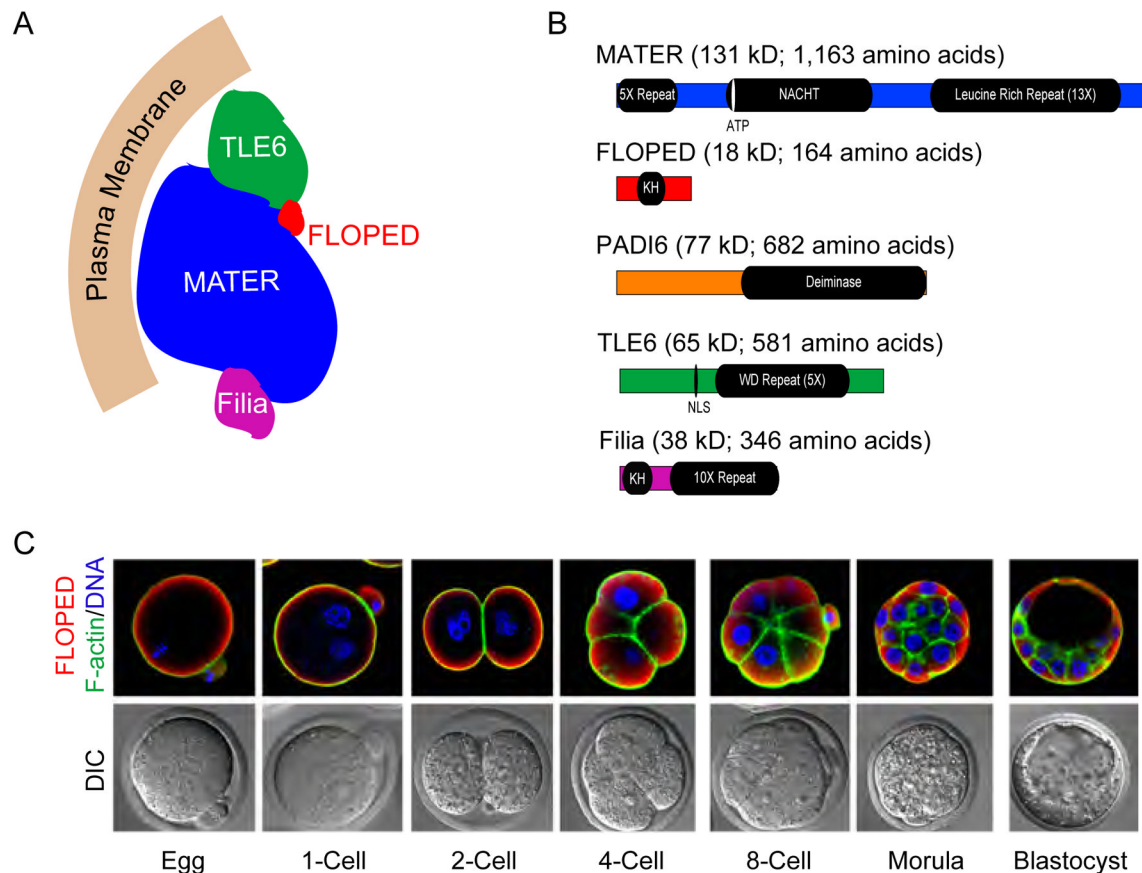 A
Plasma Membrane
TLE6
FLOPED
MATER
Filia
B
MATER (131 kD; 1,163 amino acids)
5X Repeat NACHT Leucine Rich Repeat (13X)
ATP
FLOPED (18 kD; 164 amino acids)
KH
PADI6 (77 kD; 682 amino acids)
Deiminase
TLE6 (65 kD; 581 amino acids)
WD Repeat (5X)
NLS
Filia (38 kD; 346 amino acids)
KH 10X Repeat
C
FLOPED
F-actin/DNA
DIC
Egg 1-Cell 2-Cell 4-Cell 8-Cell Morula Blastocyst